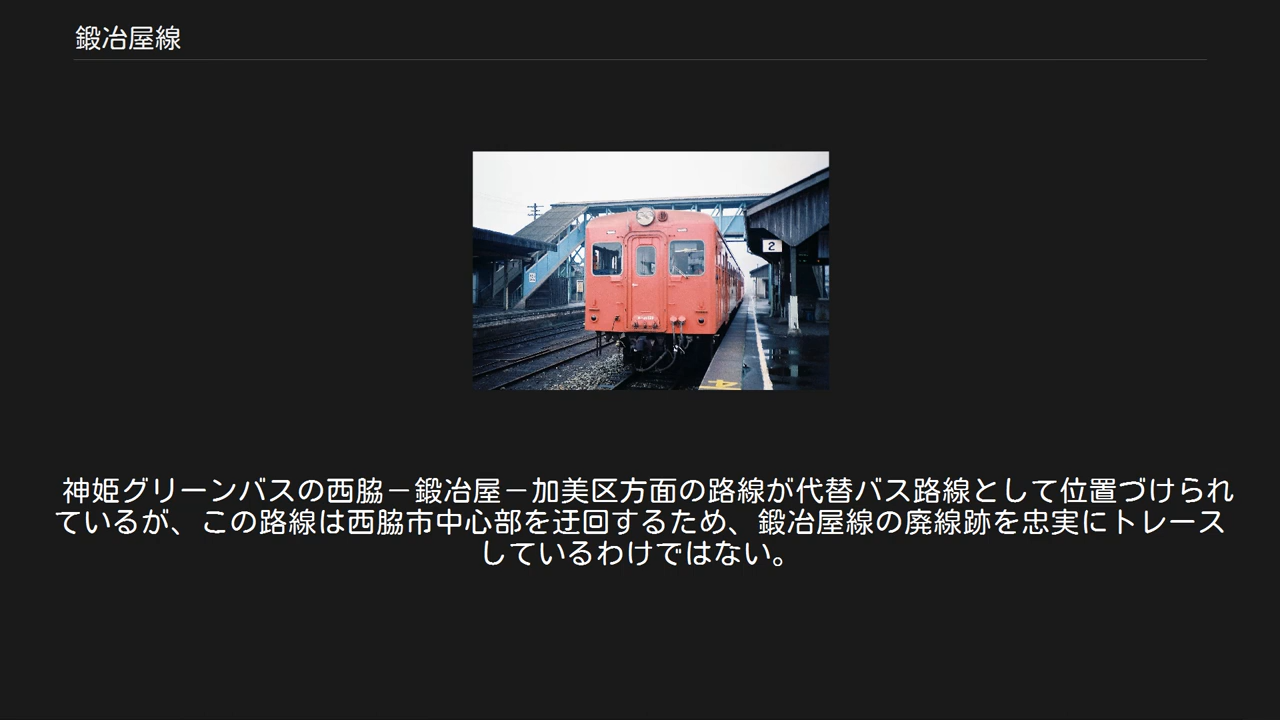 鍛冶屋線
2
神姫グリーンバスの西脇－鍛冶屋－加美区方面の路線が代替バス路線として位置づけられ
ているが、この路線は西脇市中心部を迂回するため、鍛冶屋線の廃線跡を忠実にトレース
しているわけではない。